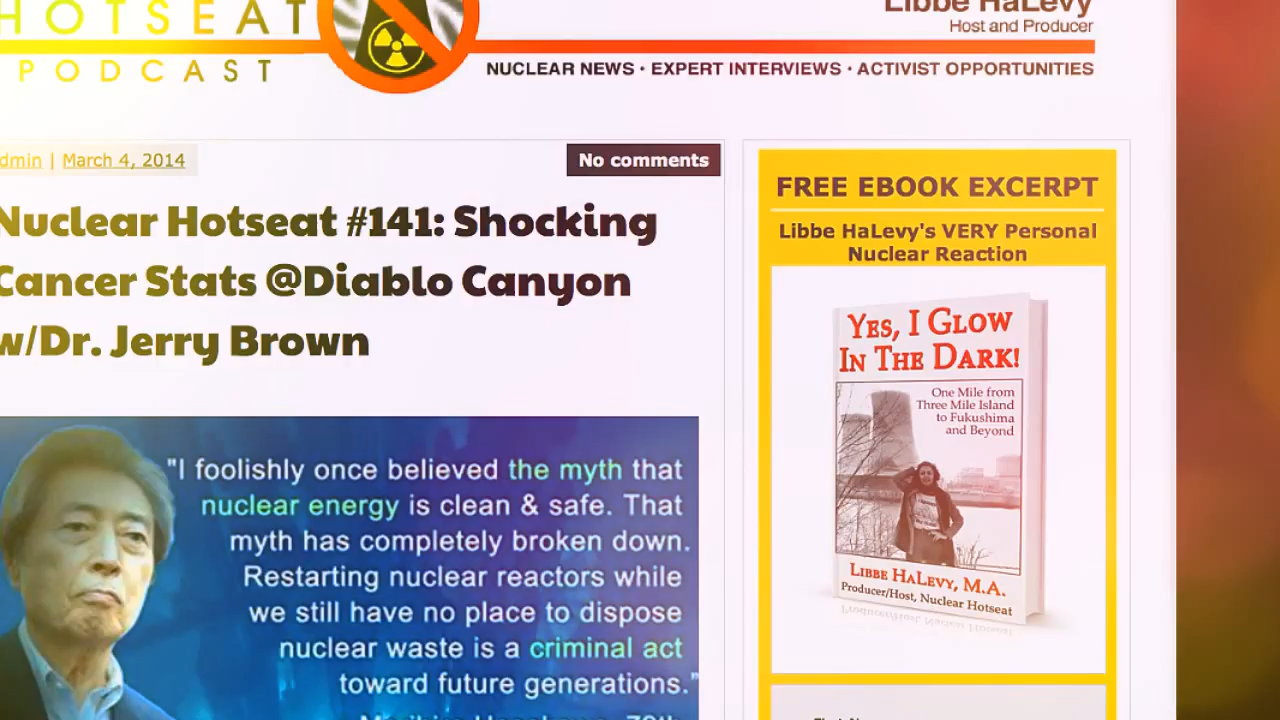 HOTSEAT
PODCAST
Libbe HaLevy
Host and Producer
NUCLEAR NEWS · EXPERT INTERVIEWS · ACTIVIST OPPORTUNITIES
dmin | March 4, 2014
No comments
Nuclear Hotseat #141: Shocking
Cancer Stats @Diablo Canyon
w/Dr. Jerry Brown
"I foolishly once believed the myth that
nuclear energy is clean & safe. That
myth has completely broken down.
Restarting nuclear reactors while
we still have no place to dispose
nuclear waste is a criminal act
toward future generations."
FREE EBOOK EXCERPT
Libbe HaLevy's VERY Personal
Nuclear Reaction
YES, I GLOW
IN THE DARK!
One Mile from
Three Mile Island
to Fukushima
and Beyond
LIBBE HALEVY, M.A.
Producer/Host, Nuclear Hotseat